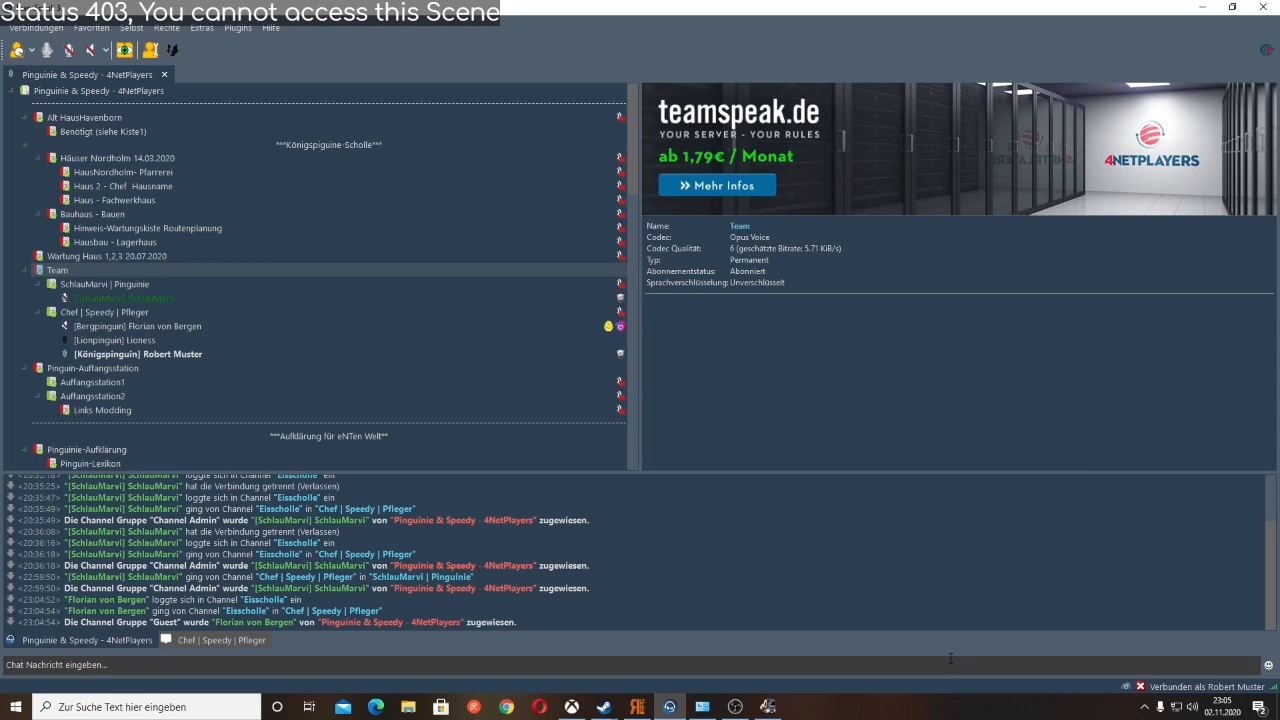 Status 403, You cannot access this Scene
Verbindungen Favoriten Selbst Rechte Extras Plugins Hilfe
Pinguinie & Speedy - 4NetPlayers
Pinguinie & Speedy - 4NetPlayers
Alt HausHavenborn
Benötigt (siehe Kiste1)
***Königspiguine-Scholle***
Häuser Nordholm 14.03.2020
HausNordholm- Pfarrerei
Haus 2 - Chef Hausname
Haus - Fachwerkhaus
Bauhaus - Bauen
Hinweis-Wartungskiste Routenplanung
Hausbau - Lagerhaus
Wartung Haus 1,2,3 20.07.2020
Team
SchlauMarvi | Pinguinie
[SchlauMarvi] SchlauMarvi
Chef | Speedy | Pfleger
[Bergpinguin] Florian von Bergen
[Lionpinguin] Lioness
[Königspinguin] Robert Muster
Pinguin-Auffangsstation
Auffangsstation1
Auffangsstation2
Links Modding
***Aufklärung für eNTen Welt***
Pinguinie-Aufklärung
Pinguin-Lexikon
teamspeak.de
YOUR SERVER - YOUR RULES
ab 1,79€ / Monat
Mehr Infos
4NETPLAYERS
Name: Team
Codec: Opus Voice
Codec Qualität: 6 (geschätzte Bitrate: 5.71 KiB/s)
Typ: Permanent
Abonnementstatus: Abonniert
Sprachverschlüsselung: Unverschlüsselt
<20:35:18> "[SchlauMarvi] SchlauMarvi" loggte sich in Channel "Eisscholle" ein
<20:35:25> "[SchlauMarvi] SchlauMarvi" hat die Verbindung getrennt (Verlassen)
<20:35:47> "[SchlauMarvi] SchlauMarvi" loggte sich in Channel "Eisscholle" ein
<20:35:49> "[SchlauMarvi] SchlauMarvi" ging von Channel "Eisscholle" in "Chef | Speedy | Pfleger"
<20:35:49> Die Channel Gruppe "Channel Admin" wurde "[SchlauMarvi] SchlauMarvi" von "Pinguinie & Speedy - 4NetPlayers" zugewiesen.
<20:36:08> "[SchlauMarvi] SchlauMarvi" hat die Verbindung getrennt (Verlassen)
<20:36:16> "[SchlauMarvi] SchlauMarvi" loggte sich in Channel "Eisscholle" ein
<20:36:18> "[SchlauMarvi] SchlauMarvi" ging von Channel "Eisscholle" in "Chef | Speedy | Pfleger"
<20:36:18> Die Channel Gruppe "Channel Admin" wurde "[SchlauMarvi] SchlauMarvi" von "Pinguinie & Speedy - 4NetPlayers" zugewiesen.
<22:59:50> "[SchlauMarvi] SchlauMarvi" ging von Channel "Chef | Speedy | Pfleger" in "SchlauMarvi | Pinguinie"
<22:59:50> Die Channel Gruppe "Channel Admin" wurde "[SchlauMarvi] SchlauMarvi" von "Pinguinie & Speedy - 4NetPlayers" zugewiesen.
<23:04:52> "Florian von Bergen" loggte sich in Channel "Eisscholle" ein
<23:04:54> "Florian von Bergen" ging von Channel "Eisscholle" in "Chef | Speedy | Pfleger"
<23:04:54> Die Channel Gruppe "Guest" wurde "Florian von Bergen" von "Pinguinie & Speedy - 4NetPlayers" zugewiesen.
Pinguinie & Speedy - 4NetPlayers Chef | Speedy | Pfleger
Chat Nachricht eingeben...
Verbunden als Robert Muster
Zur Suche Text hier eingeben
23:05
02.11.2020
2